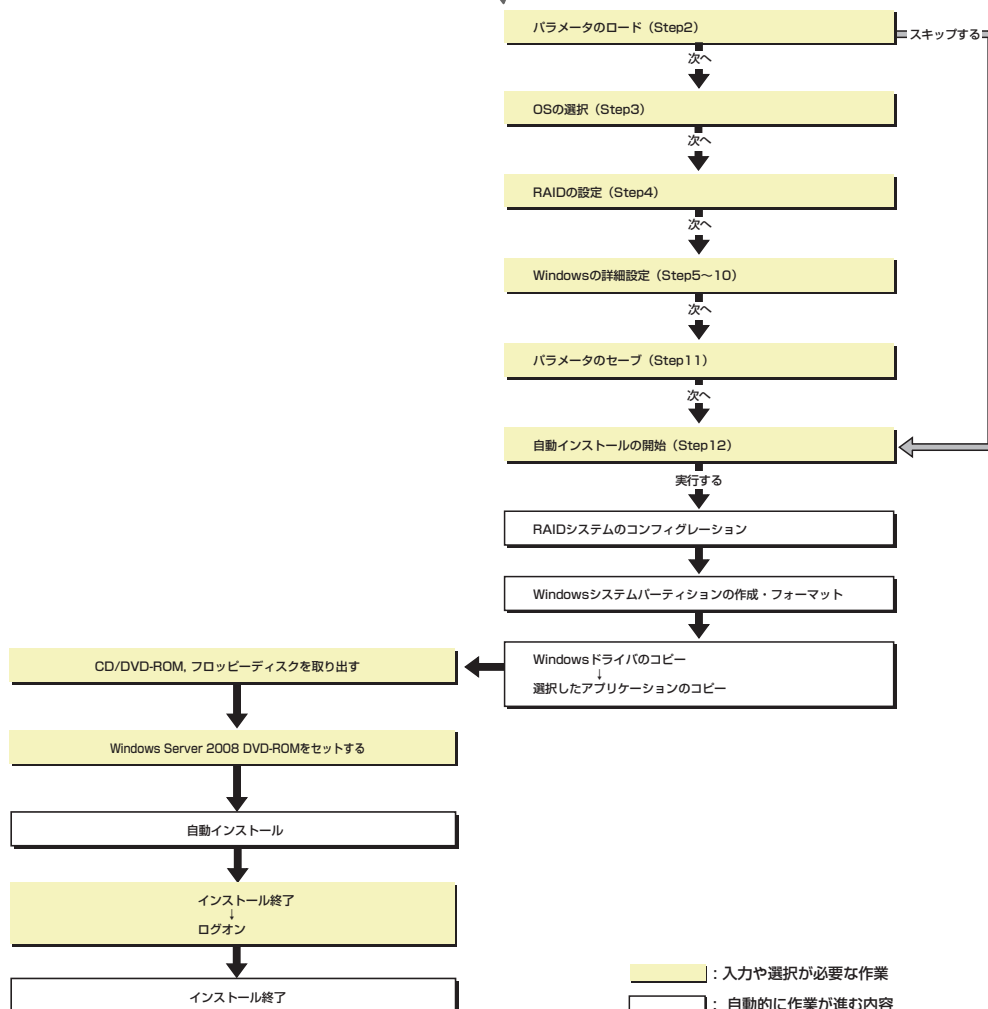 パラメータのロード（Step2）
スキップする
次へ
OSの選択（Step3）
次へ
RAIDの設定（Step4）
次へ
Windowsの詳細設定（Step5～10）
次へ
パラメータのセーブ（Step11）
次へ
自動インストールの開始（Step12）
実行する
RAIDシステムのコンフィグレーション
Windowsシステムパーティションの作成・フォーマット
Windowsドライバのコピー
↓
選択したアプリケーションのコピー
CD/DVD-ROM, フロッピーディスクを取り出す
Windows Server 2008 DVD-ROMをセットする
自動インストール
インストール終了
↓
ログオン
インストール終了
：入力や選択が必要な作業
：自動的に作業が進む内容